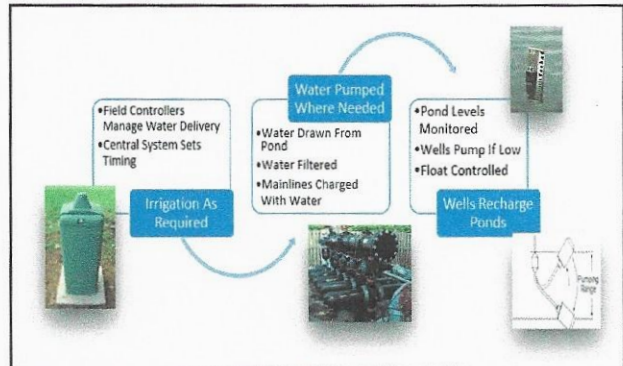 •Field Controllers
Manage Water Delivery
•Central System Sets
Timing
Irrigation As
Required
Water Pumped
Where Needed
•Water Drawn From
Pond
•Water Filtered
•Mainlines Charged
With Water
•Pond Levels
Monitored
•Wells Pump If Low
•Float Controlled
Wells Recharge
Ponds
Pumping
Range